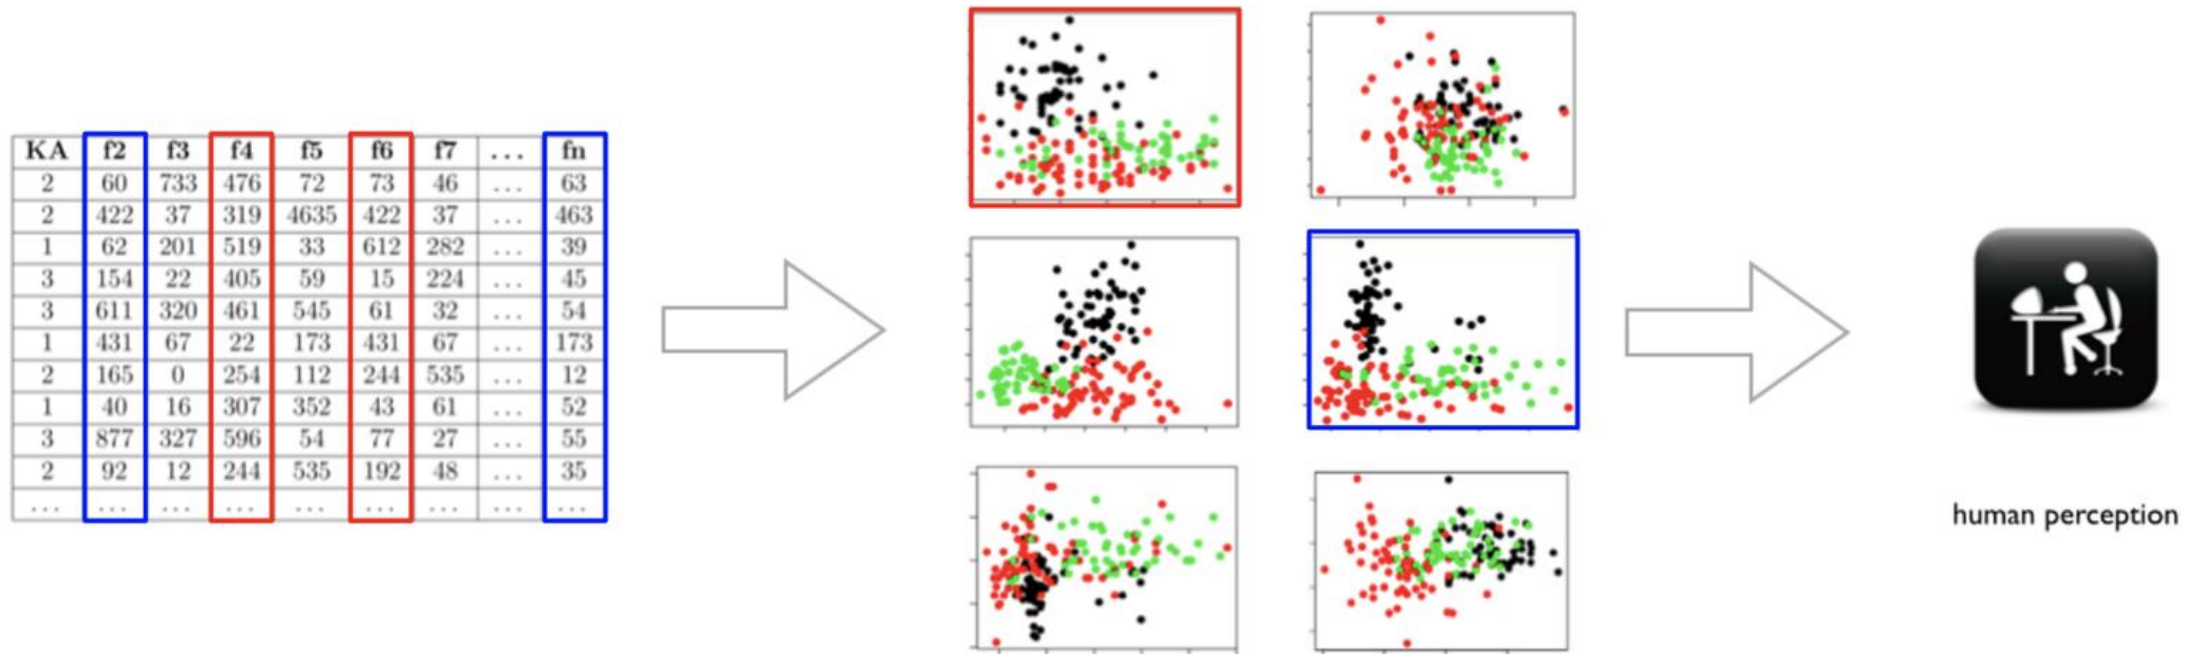 KA f2 f3 f4 f5 f6 f7 ... fn
2 60 733 476 72 73 46 ... 63
2 422 37 319 4635 422 37 ... 463
1 62 201 519 33 612 282 ... 39
3 154 22 405 59 15 224 ... 45
3 611 320 461 545 61 32 ... 54
1 431 67 22 173 431 67 ... 173
2 165 0 254 112 244 535 ... 12
1 40 16 307 352 43 61 ... 52
3 877 327 596 54 77 27 ... 55
2 92 12 244 535 192 48 ... 35
... ... ... ... ... ... ... ... ...
human perception